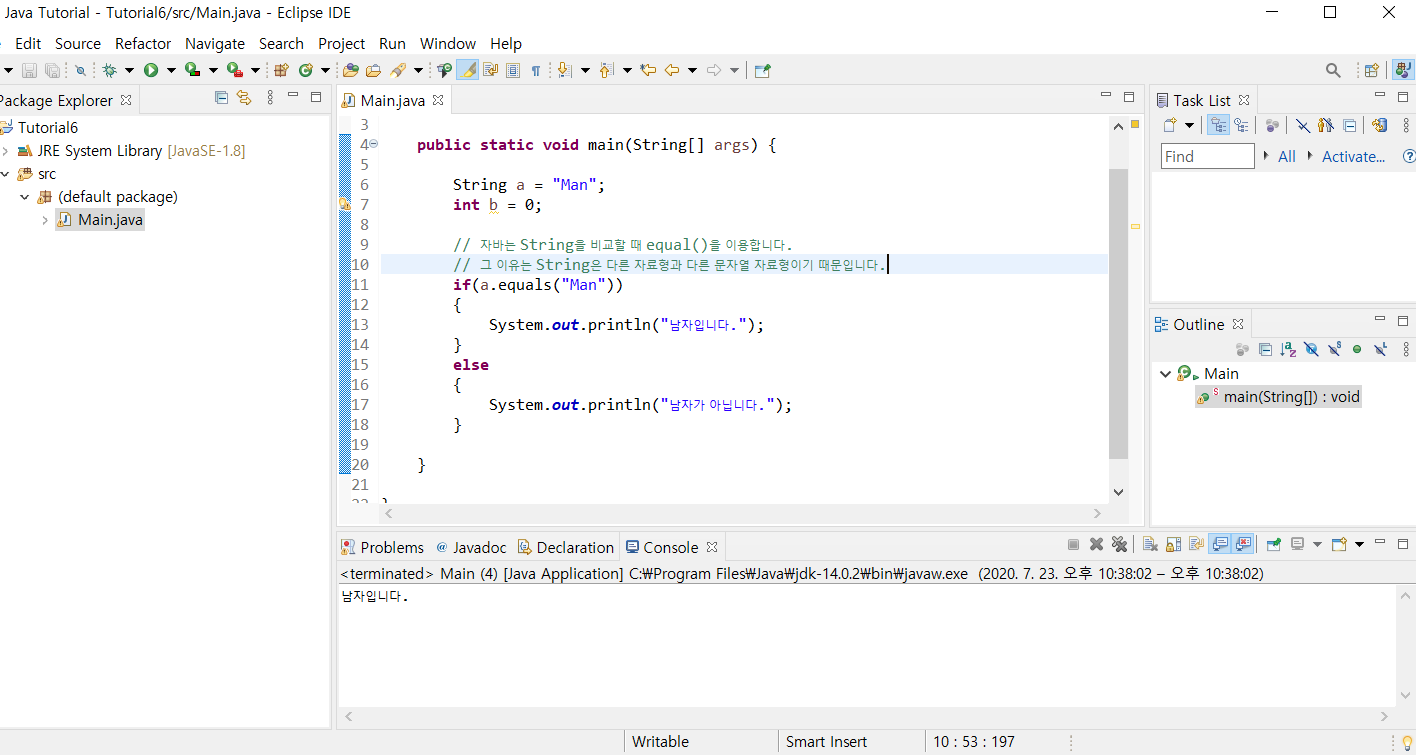 Java Tutorial - Tutorial6/src/Main.java - Eclipse IDE
Edit Source Refactor Navigate Search Project Run Window Help
Package Explorer
Tutorial6
JRE System Library [JavaSE-1.8]
src
(default package)
Main.java
Main.java
3
4 public static void main(String[] args) {
5
6 String a = "Man";
7 int b = 0;
8
9 // 자바는 String을 비교할 때 equal()을 이용합니다.
10 // 그 이유는 String은 다른 자료형과 다른 문자열 자료형이기 때문입니다.
11 if(a.equals("Man"))
12 {
13 System.out.println("남자입니다.");
14 }
15 else
16 {
17 System.out.println("남자가 아닙니다.");
18 }
19
20 }
21
Task List
Find All Activate...
Outline
Main
main(String[]) : void
Problems @ Javadoc Declaration Console
<terminated> Main (4) [Java Application] C:₩Program Files₩Java₩jdk-14.0.2₩bin₩javaw.exe (2020. 7. 23. 오후 10:38:02 – 오후 10:38:02)
남자입니다.
Writable Smart Insert 10 : 53 : 197